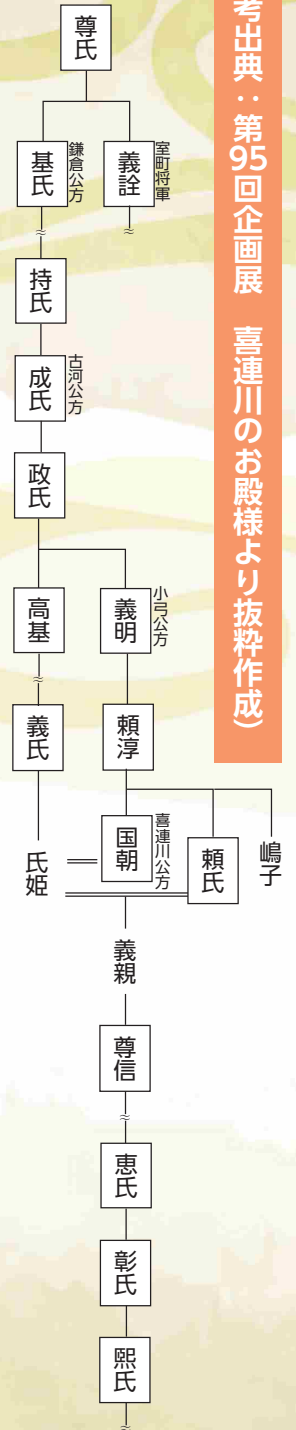 考出典:第95回企画展 喜連川のお殿様より抜粋作成)
尊氏
室町将軍
義詮
鎌倉公方
基氏
持氏
古河公方
成氏
政氏
小弓公方
義明
高基
頼淳
義氏
嶋子
頼氏
喜連川公方
国朝
氏姫
義親
尊信
恵氏
彰氏
熙氏